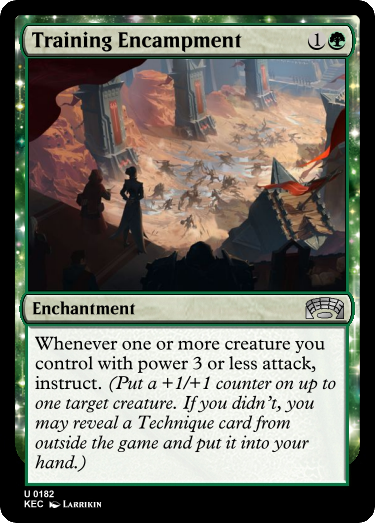 Training Encampment 1
Enchantment
Whenever one or more creature you
control with power 3 or less attack,
instruct. (Put a +1/+1 counter on up to
one target creature. If you didn't, you
may reveal a Technique card from
outside the game and put it into your
hand.)
U 0182
KEC Larrikin